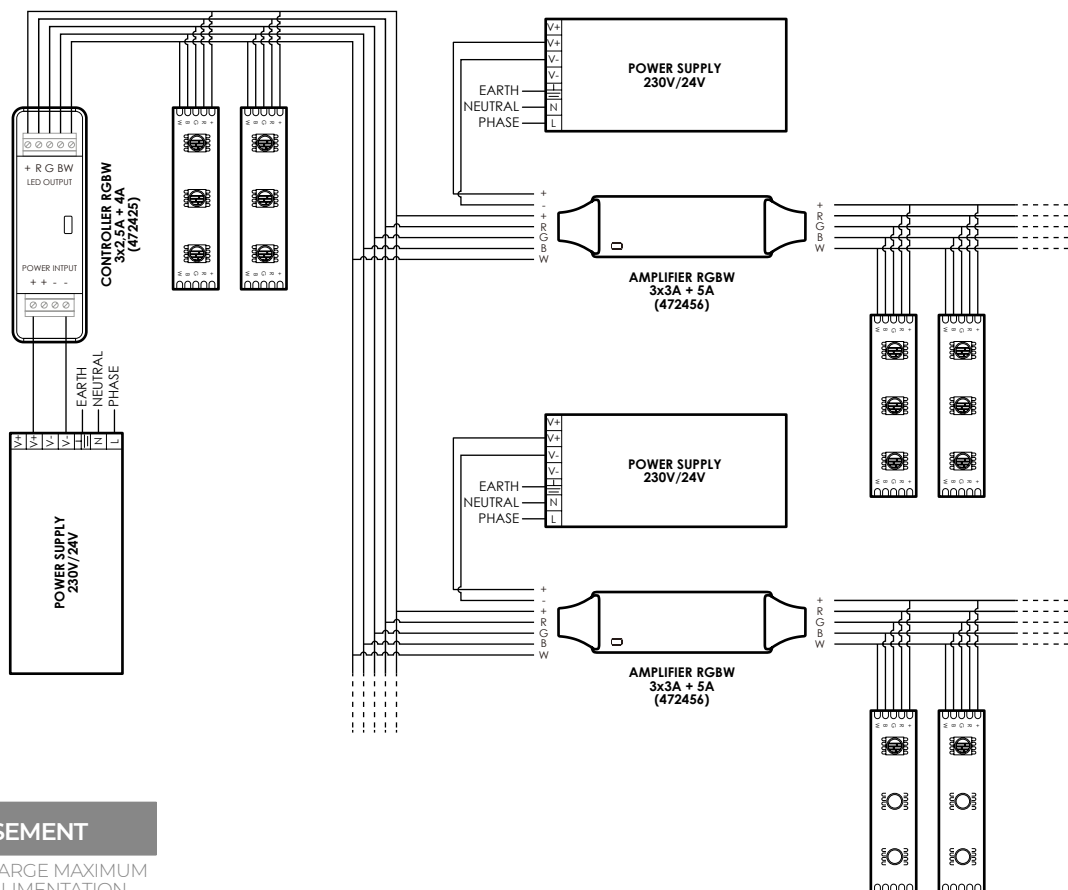 + R G BW
LED OUTPUT
POWER INTPUT
+ + - -
CONTROLLER RGBW
3x2,5A + 4A
(472425)
W B G R +
W B G R +
EARTH
NEUTRAL
PHASE
V+ V+ V- V- N L
POWER SUPPLY
230V/24V
V+
V+
V-
V-
EARTH
NEUTRAL N
PHASE L
POWER SUPPLY
230V/24V
+
-
+
R
G
B
W
AMPLIFIER RGBW
3x3A + 5A
(472456)
+
R
G
B
W
W B G R +
W B G R +
V+
V+
V-
V-
EARTH
NEUTRAL N
PHASE L
POWER SUPPLY
230V/24V
+
-
+
R
G
B
W
AMPLIFIER RGBW
3x3A + 5A
(472456)
+
R
G
B
W
W B G R +
W B G R +
SEMENT
ARGE MAXIMUM
LIMENTATION